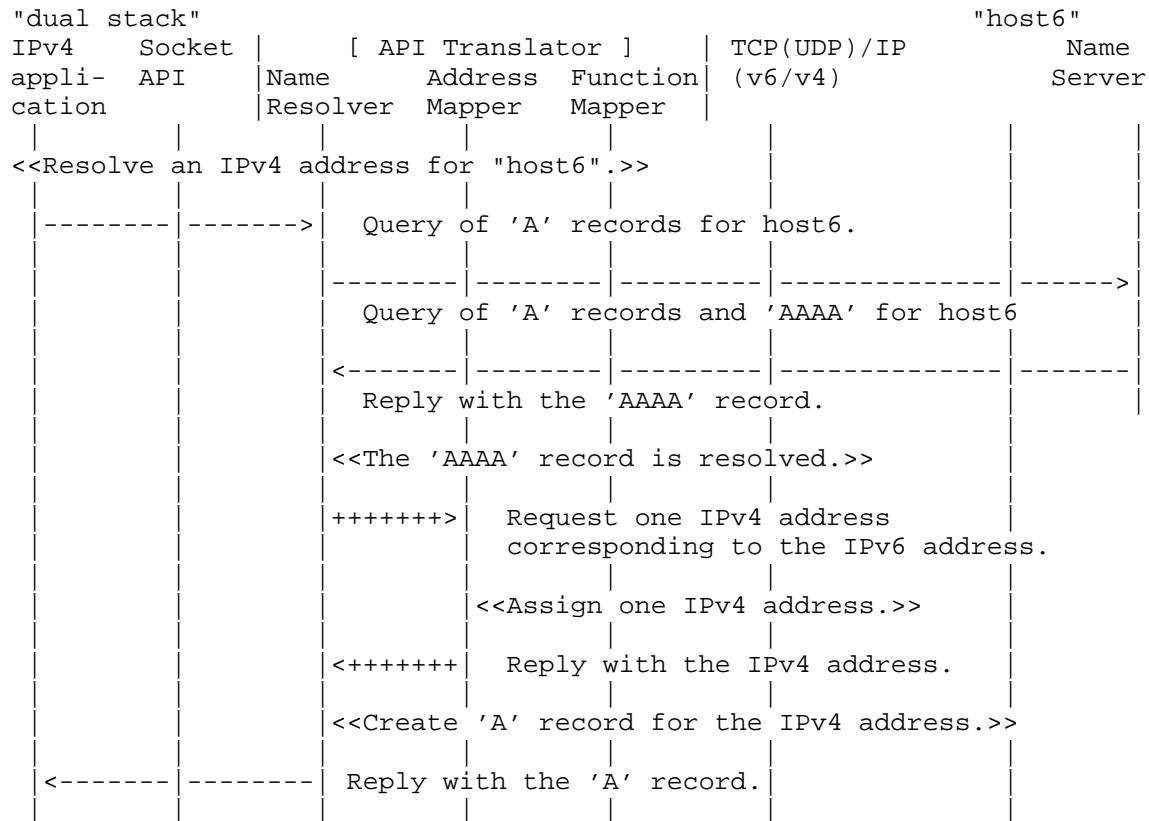 "dual stack" "host6"
IPv4 Socket | [ API Translator ] | TCP(UDP)/IP Name
appli- API |Name Address Function| (v6/v4) Server
cation |Resolver Mapper Mapper |
<<Resolve an IPv4 address for "host6".>>
|--------|------->| Query of 'A' records for host6.
|--------|--------|---------|--------------|------>|
Query of 'A' records and 'AAAA' for host6
|<-------|--------|---------|--------------|-------|
Reply with the 'AAAA' record.
<<The 'AAAA' record is resolved.>>
|+++++++>| Request one IPv4 address
corresponding to the IPv6 address.
<<Assign one IPv4 address.>>
|<+++++++| Reply with the IPv4 address.
<<Create 'A' record for the IPv4 address.>>
|<-------|--------| Reply with the 'A' record.